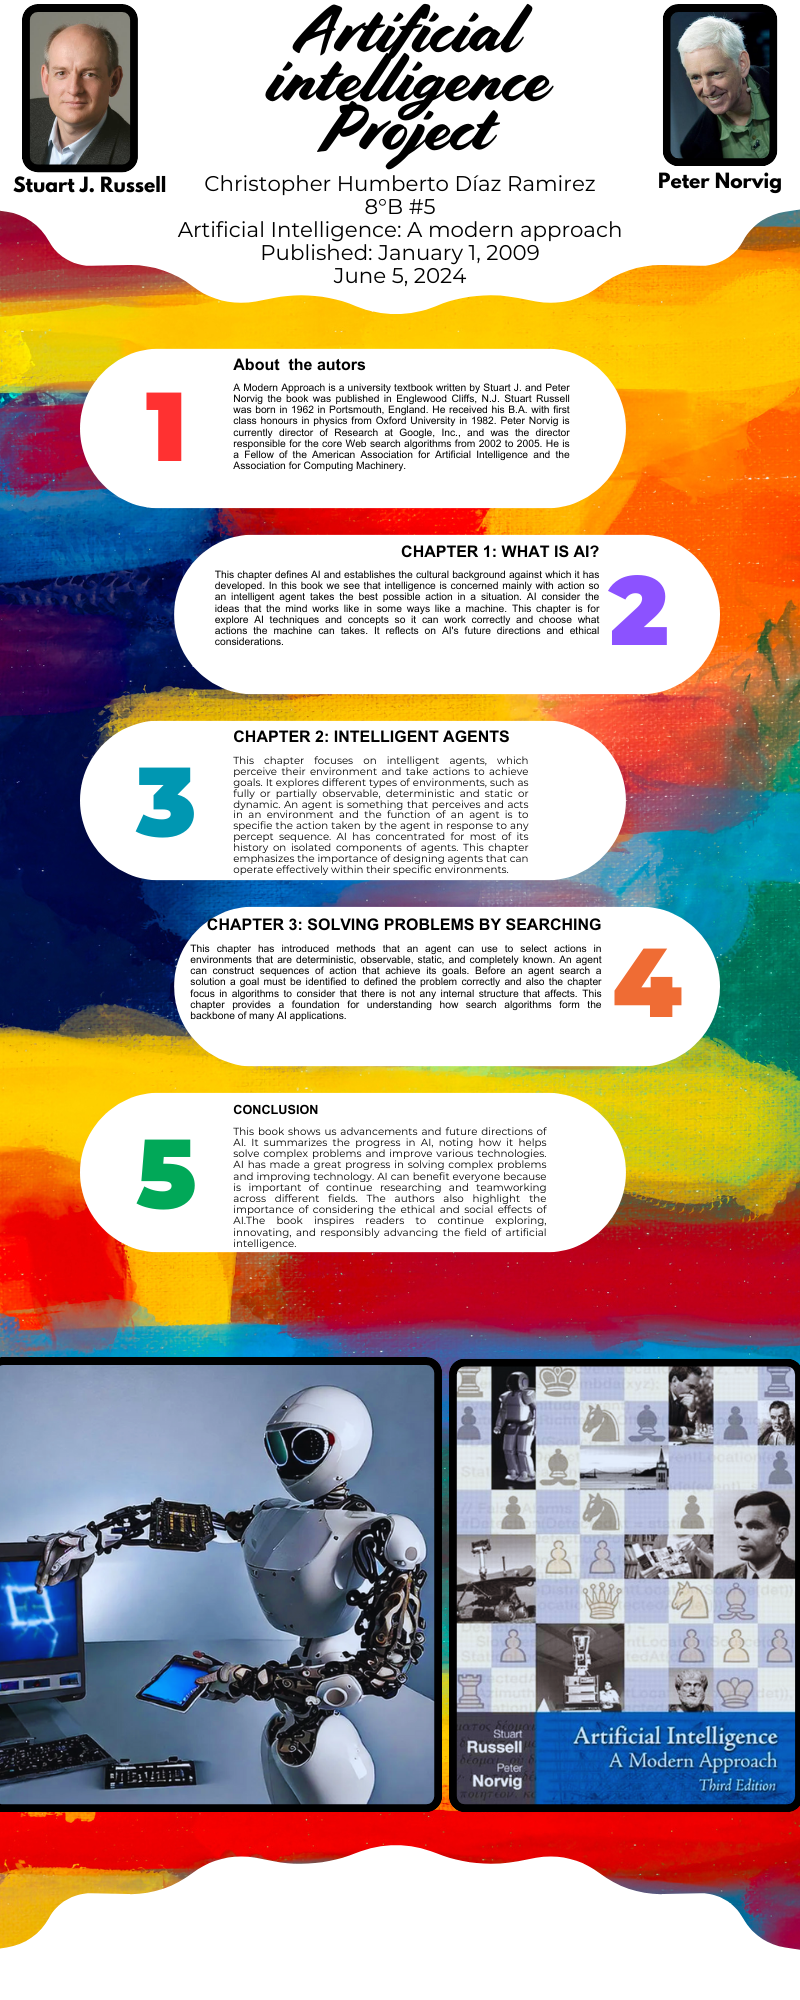 Artificial
intelligence
Project
Stuart J. Russell
Peter Norvig
Christopher Humberto Díaz Ramirez
8°B #5
Artificial Intelligence: A modern approach
Published: January 1, 2009
June 5, 2024
1
About the autors
A Modern Approach is a university textbook written by Stuart J. and Peter
Norvig the book was published in Englewood Cliffs, N.J. Stuart Russell
was born in 1962 in Portsmouth, England. He received his B.A. with first
class honours in physics from Oxford University in 1982. Peter Norvig is
currently director of Research at Google, Inc., and was the director
responsible for the core Web search algorithms from 2002 to 2005. He is
a Fellow of the American Association for Artificial Intelligence and the
Association for Computing Machinery.
CHAPTER 1: WHAT IS AI?
This chapter defines AI and establishes the cultural background against which it has
developed. In this book we see that intelligence is concerned mainly with action so
an intelligent agent takes the best possible action in a situation. AI consider the
ideas that the mind works like in some ways like a machine. This chapter is for
explore AI techniques and concepts so it can work correctly and choose what
actions the machine can takes. It reflects on AI's future directions and ethical
considerations.
2
3
CHAPTER 2: INTELLIGENT AGENTS
This chapter focuses on intelligent agents, which
perceive their environment and take actions to achieve
goals. It explores different types of environments, such as
fully or partially observable, deterministic and static or
dynamic. An agent is something that perceives and acts
in an environment and the function of an agent is to
specifie the action taken by the agent in response to any
percept sequence. AI has concentrated for most of its
history on isolated components of agents. This chapter
emphasizes the importance of designing agents that can
operate effectively within their specific environments.
CHAPTER 3: SOLVING PROBLEMS BY SEARCHING
This chapter has introduced methods that an agent can use to select actions in
environments that are deterministic, observable, static, and completely known. An agent
can construct sequences of action that achieve its goals. Before an agent search a
solution a goal must be identified to defined the problem correctly and also the chapter
focus in algorithms to consider that there is not any internal structure that affects. This
chapter provides a foundation for understanding how search algorithms form the
backbone of many AI applications.
4
5
CONCLUSION
This book shows us advancements and future directions of
AI. It summarizes the progress in AI, noting how it helps
solve complex problems and improve various technologies.
AI has made a great progress in solving complex problems
and improving technology. AI can benefit everyone because
is important of continue researching and teamworking
across different fields. The authors also highlight the
importance of considering the ethical and social effects of
AI.The book inspires readers to continue exploring,
innovating, and responsibly advancing the field of artificial
intelligence.
Stuart
Russell
Peter
Norvig
Artificial Intelligence
A Modern Approach
Third Edition